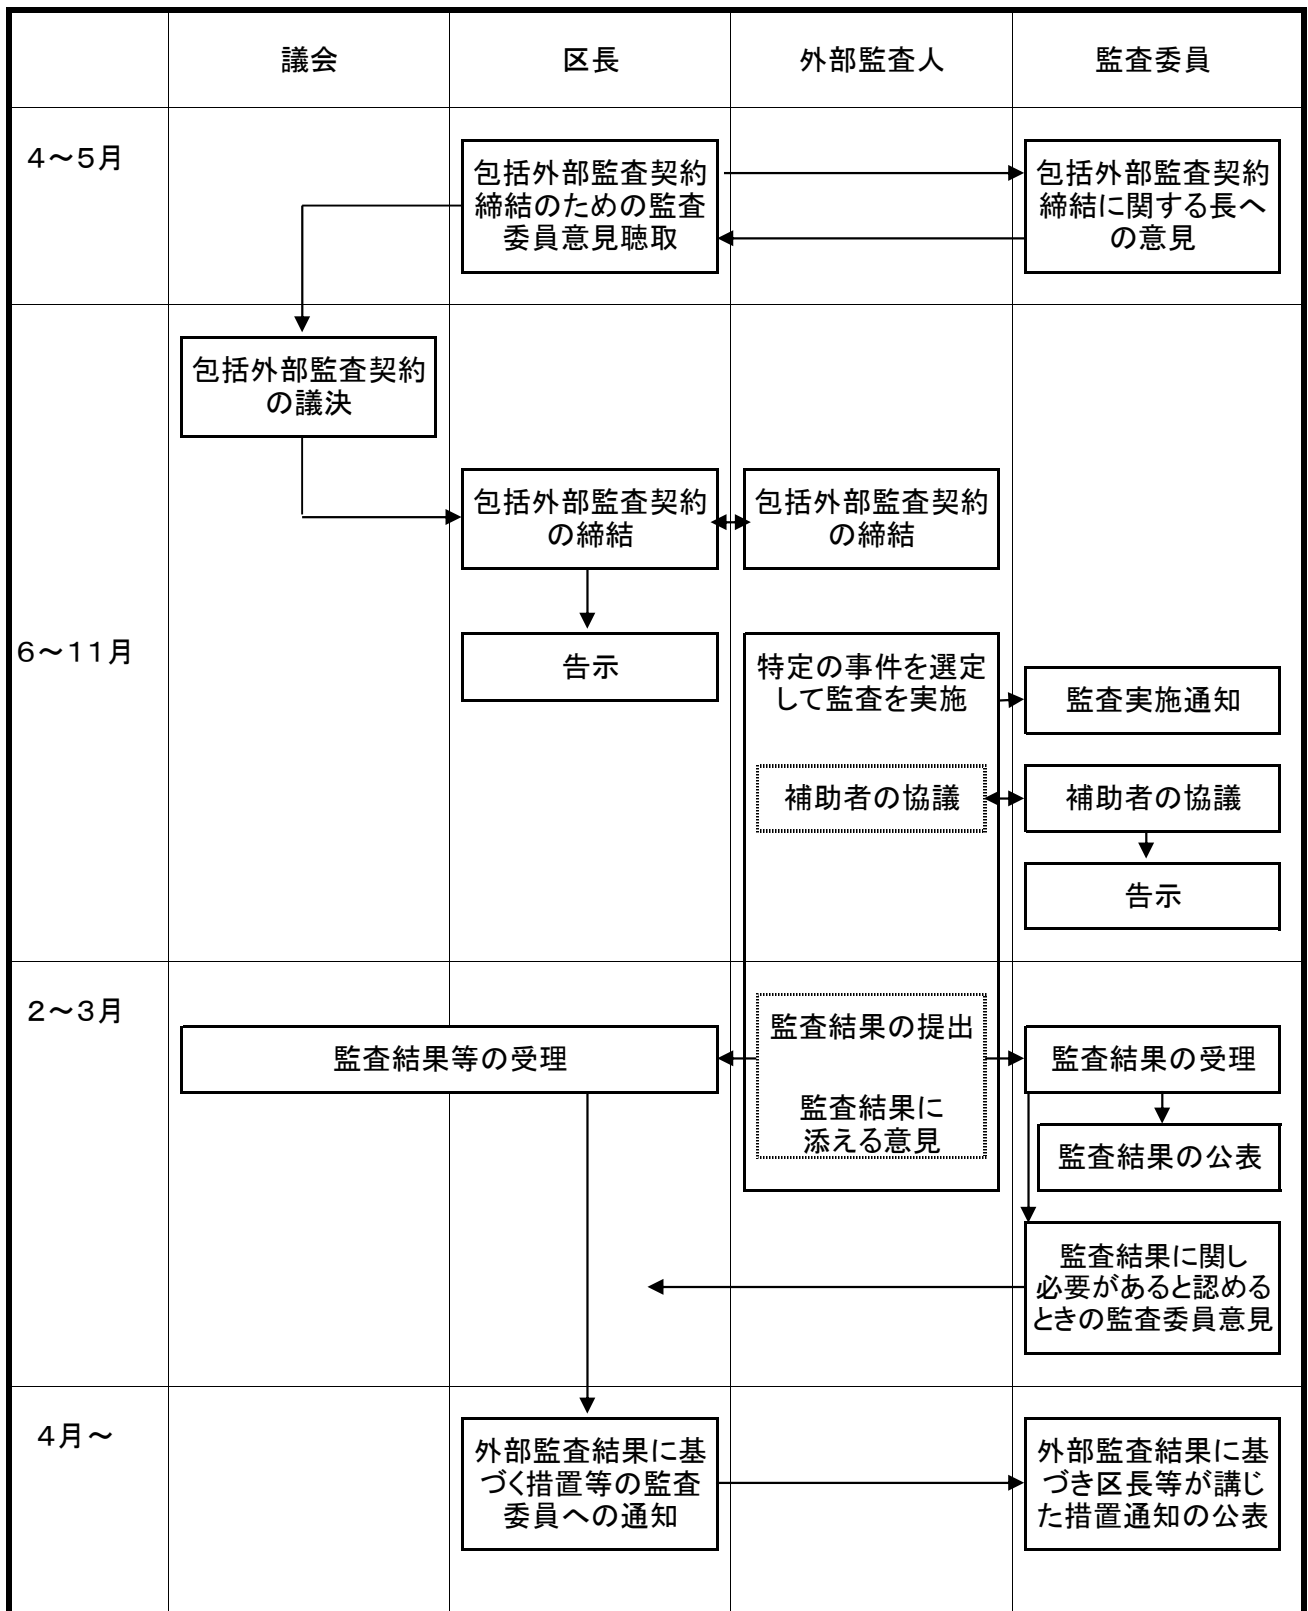 議会
区長
外部監査人
監査委員
４～５月
包括外部監査契約
締結のための監査
委員意見聴取
包括外部監査契約
締結に関する長へ
の意見
包括外部監査契約
の議決
包括外部監査契約
の締結
包括外部監査契約
の締結
６～１１月
告示
特定の事件を選定
して監査を実施
監査実施通知
補助者の協議
補助者の協議
告示
２～３月
監査結果等の受理
監査結果の提出
監査結果に
添える意見
監査結果の受理
監査結果の公表
監査結果に関し
必要があると認める
ときの監査委員意見
４月～
外部監査結果に基
づく措置等の監査
委員への通知
外部監査結果に基
づき区長等が講じ
た措置通知の公表